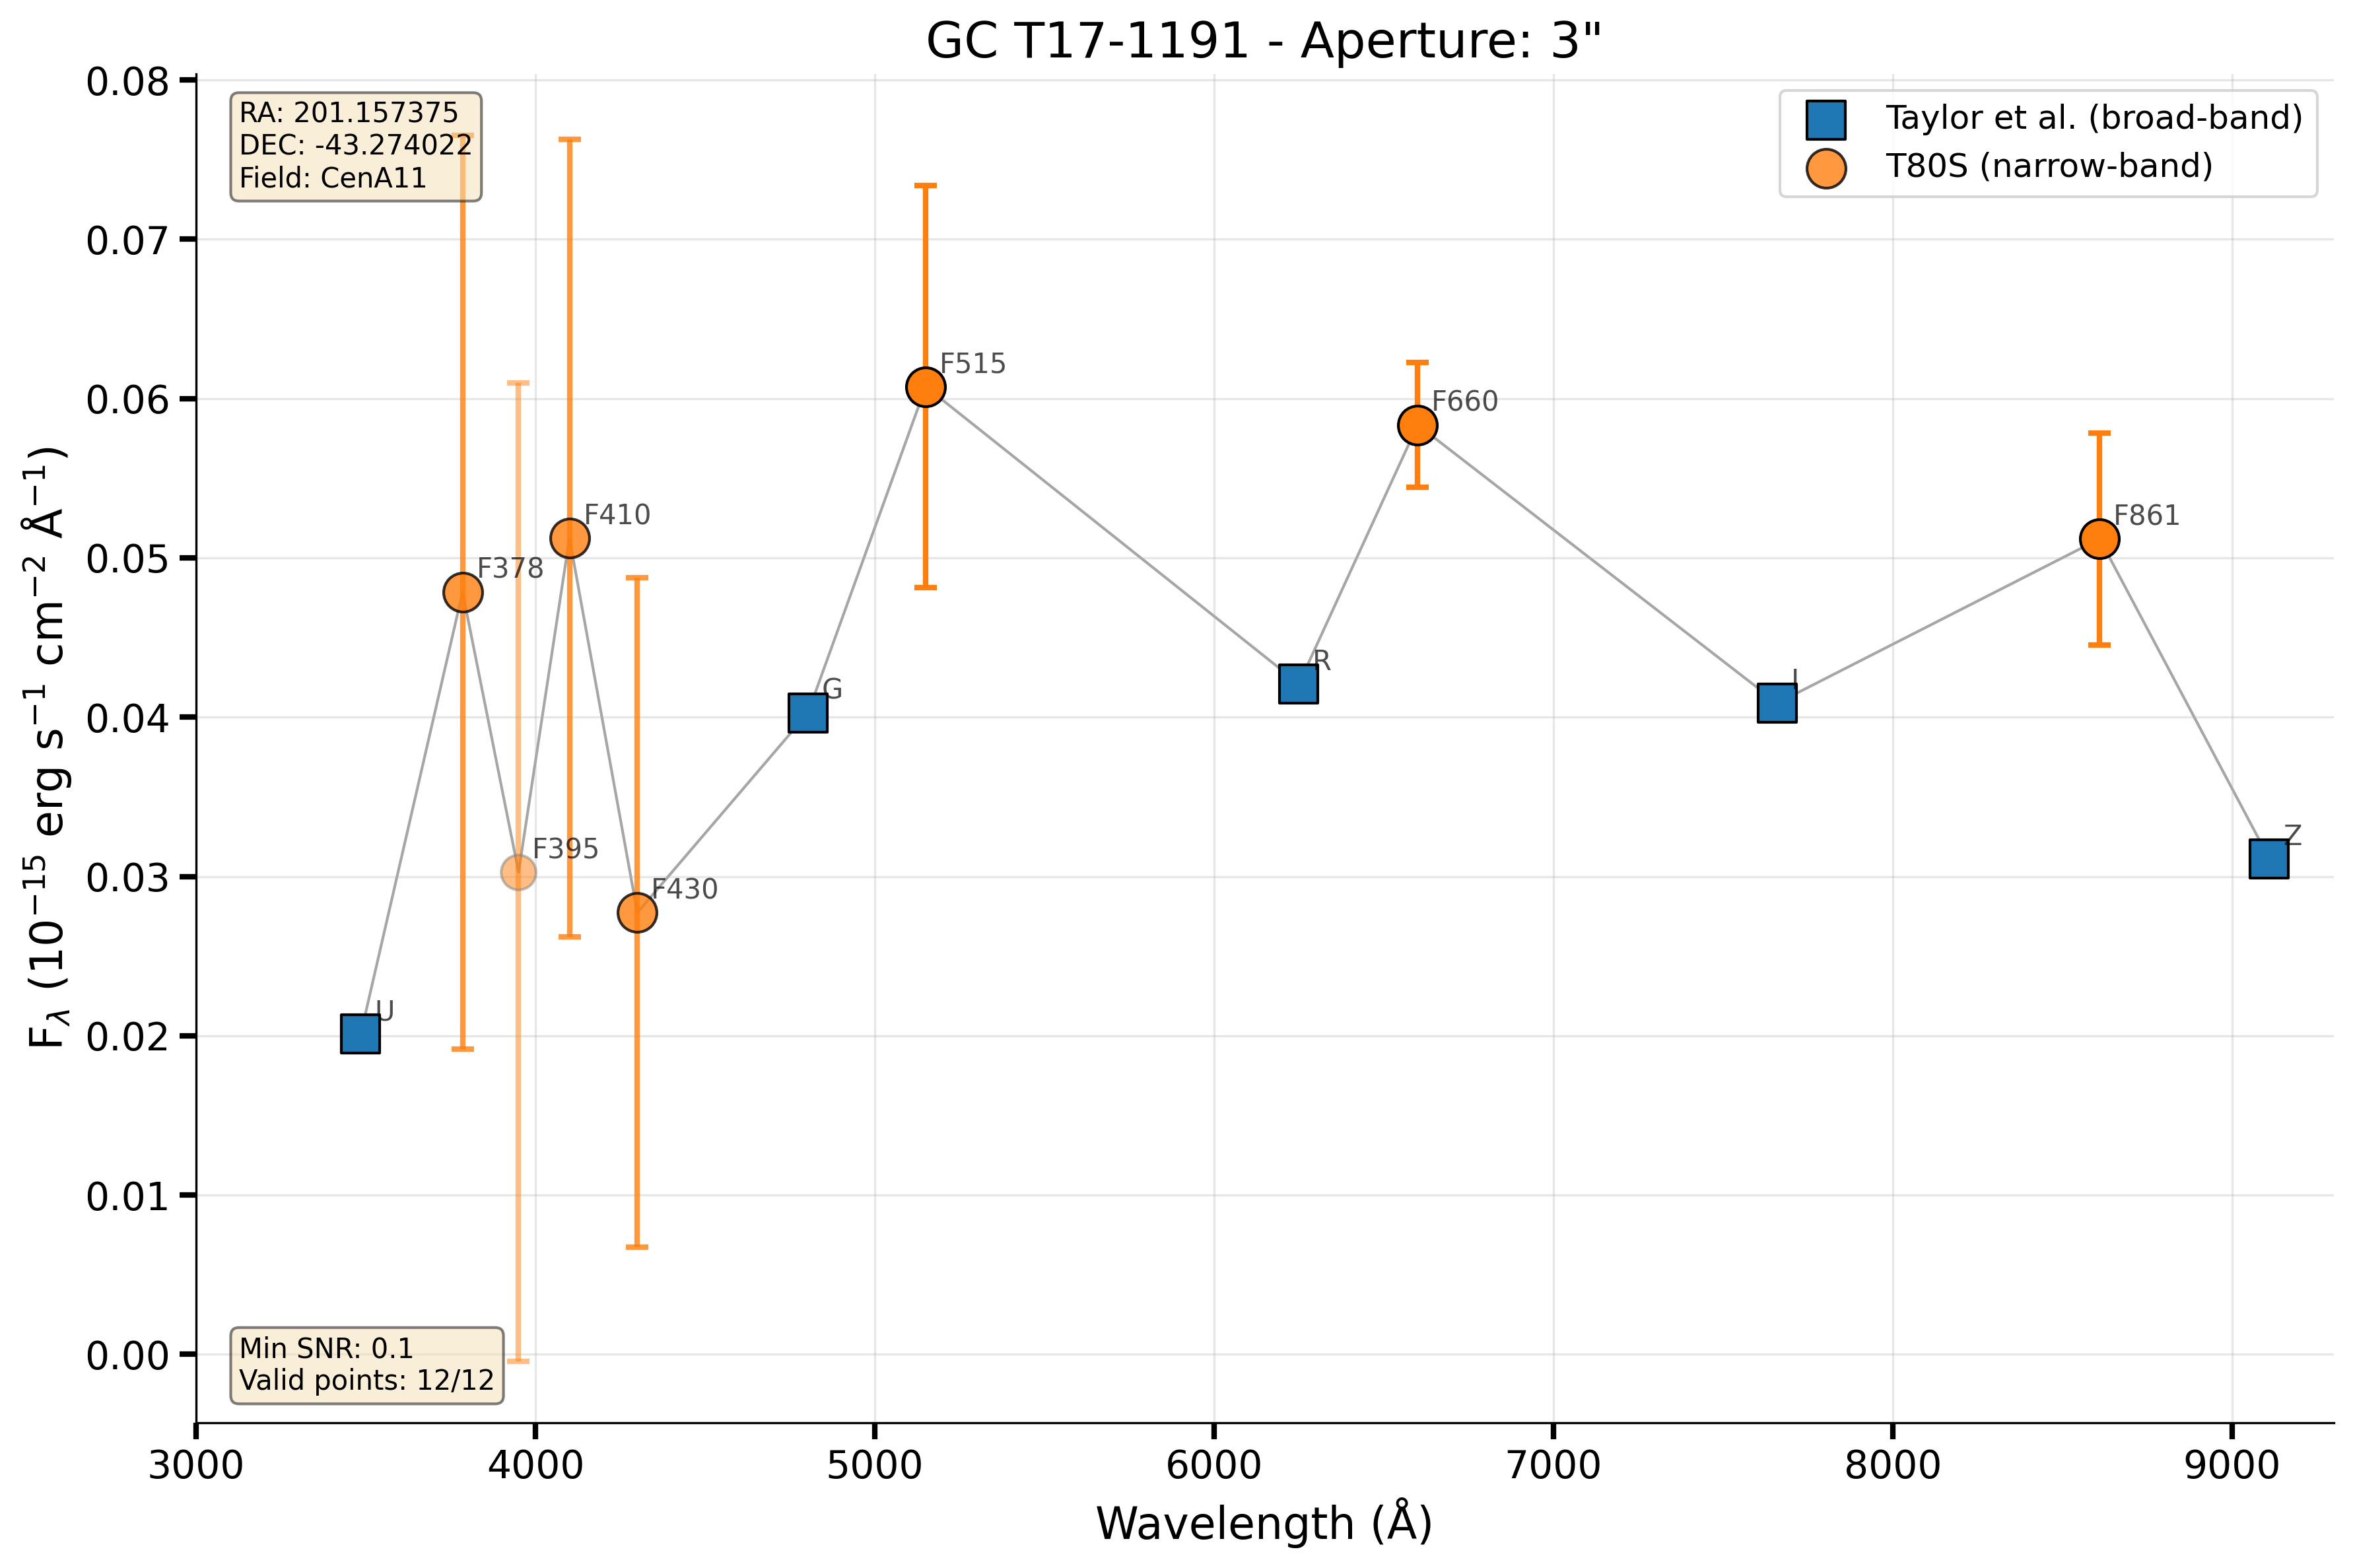 GC T17-1191 - Aperture: 3"
RA: 201.157375
DEC: -43.274022
Field: CenA11
Taylor et al. (broad-band)
T80S (narrow-band)
0.08
0.07
0.06
0.05
0.04
0.03
0.02
0.01
0.00
F_λ (10⁻¹⁵ erg s⁻¹ cm⁻² Å⁻¹)
U
F378
F395
F410
F430
G
F515
R
F660
I
F861
Z
Min SNR: 0.1
Valid points: 12/12
3000 4000 5000 6000 7000 8000 9000
Wavelength (Å)